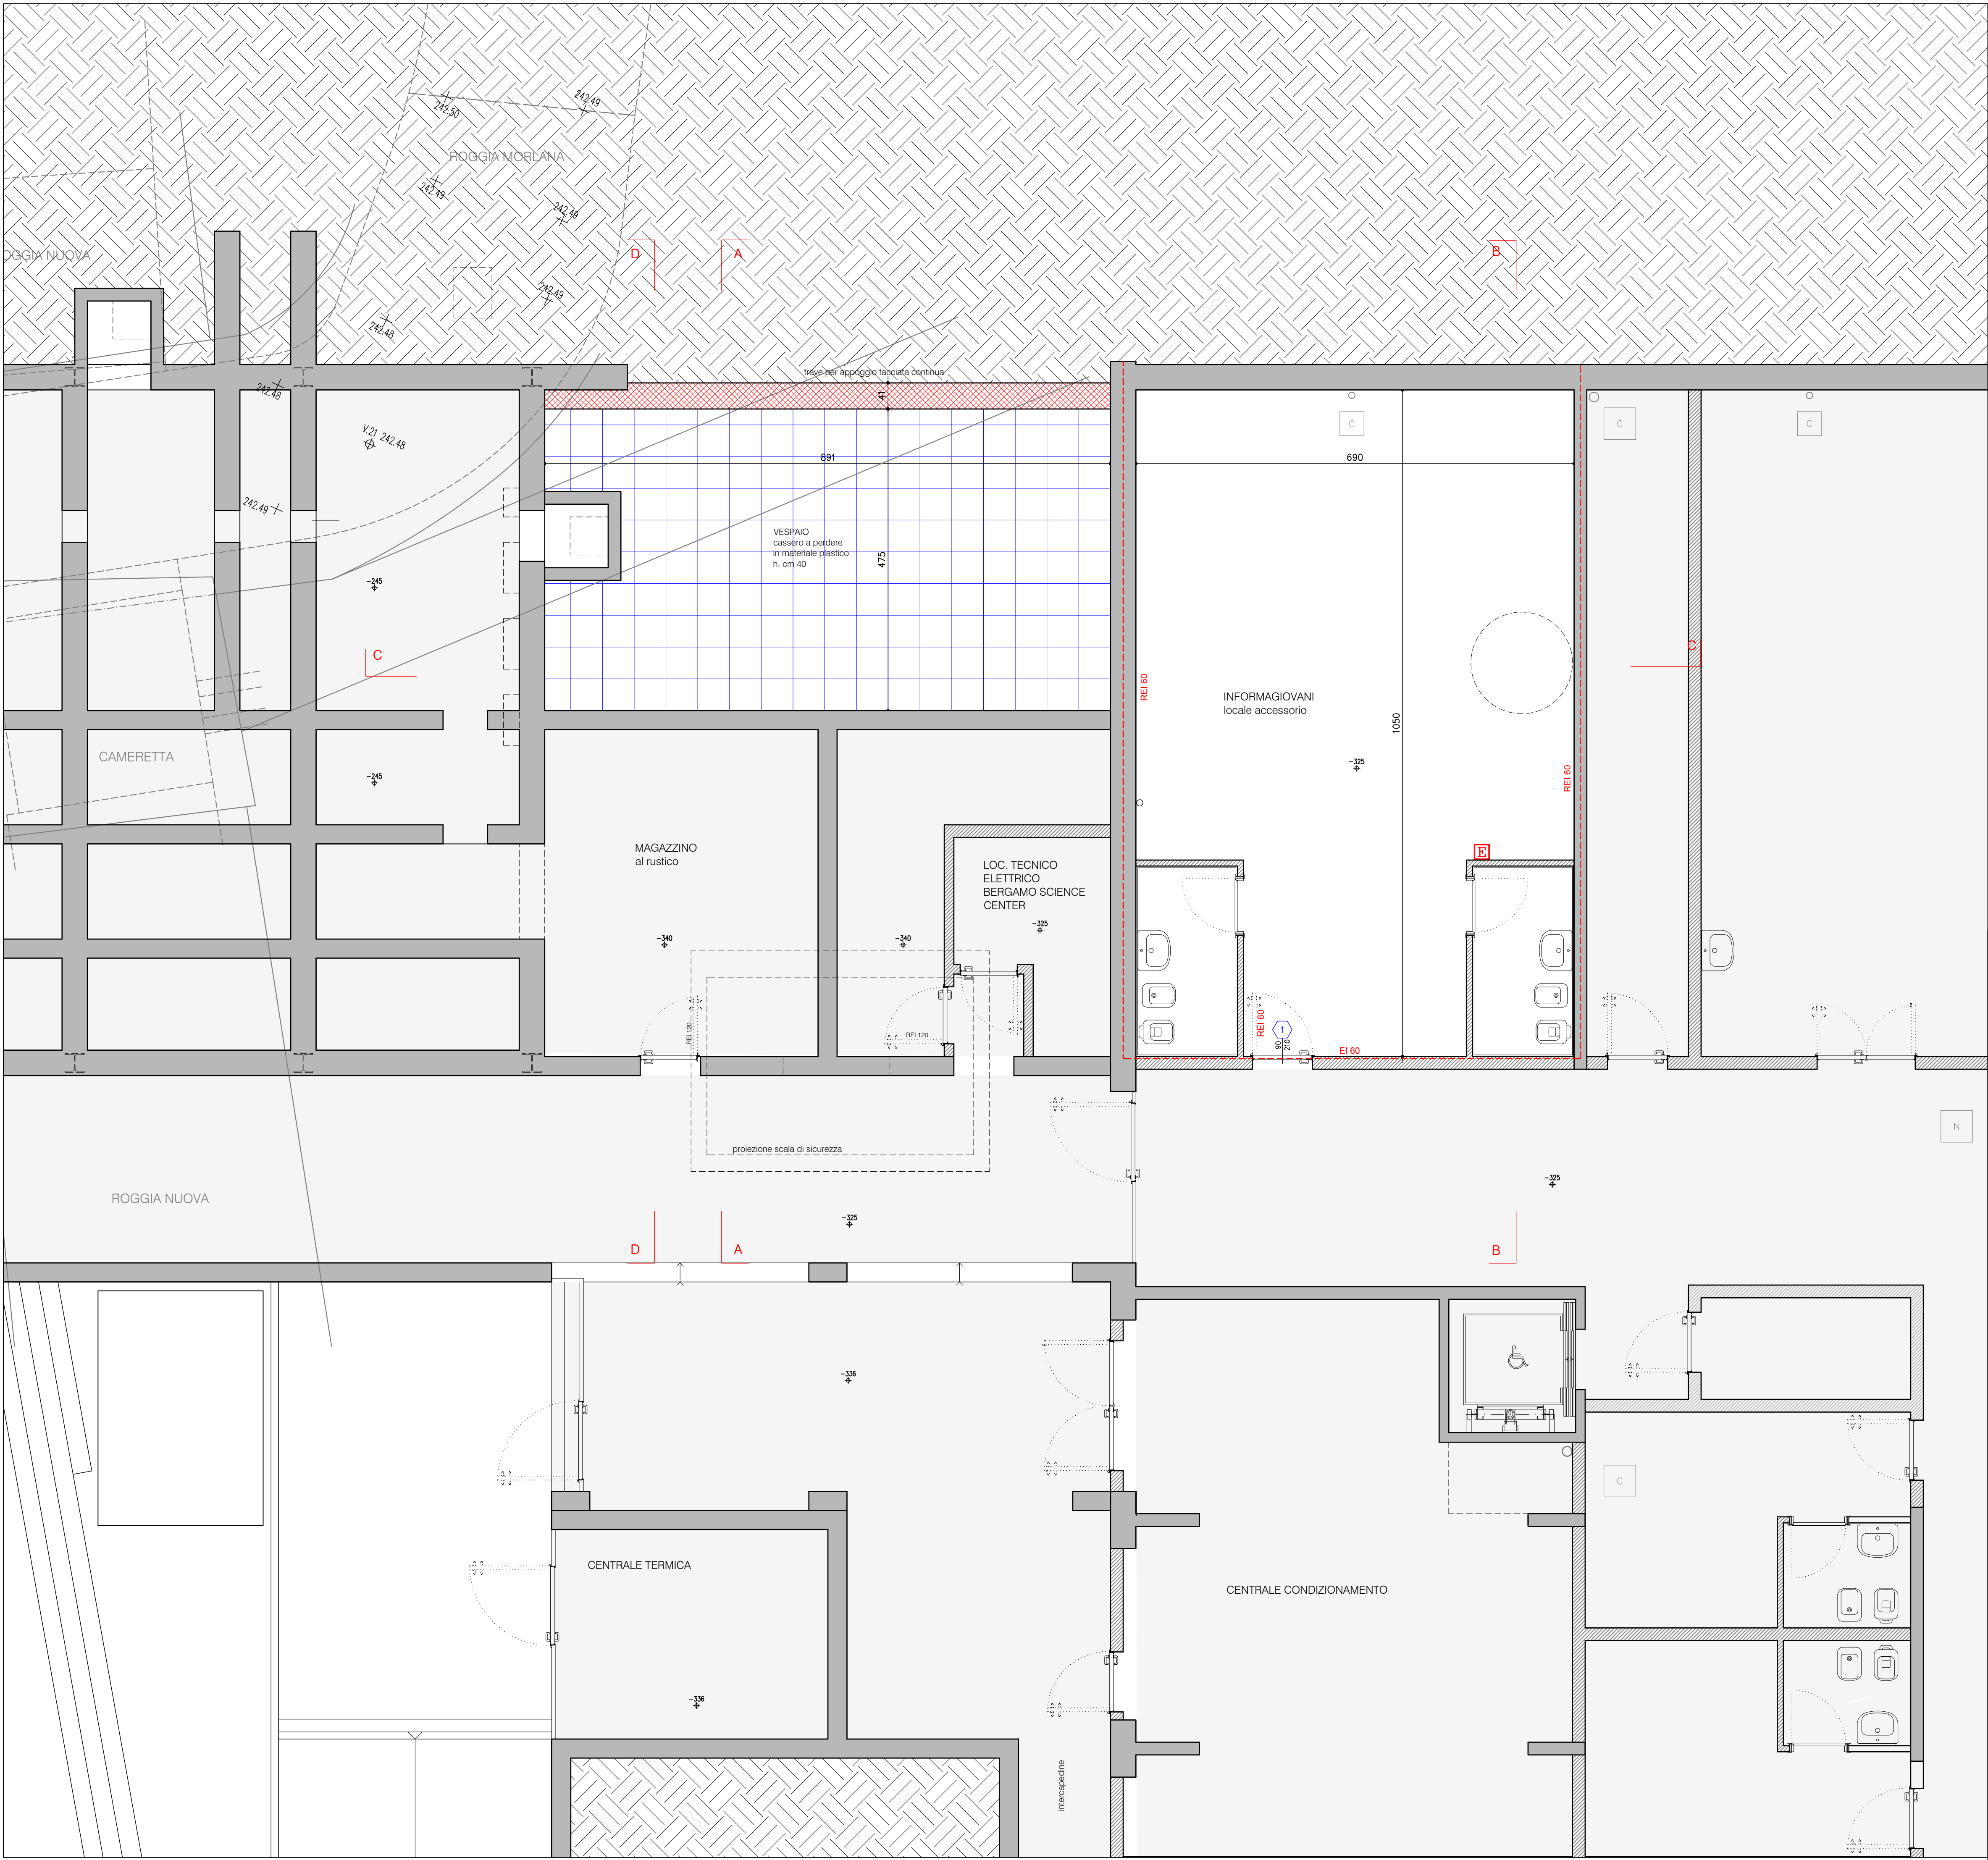 242.50
242.49
ROGGIA MORLANA
242.49
242.49
OGGIA NUOVA
D
A
B
242.49
242.48
trave per appoggio facciata continua
242.48
41
C
C
C
V.21 242.48
891
690
242.49
VESPAIO
cassero a perdere
in materiale plastico
h. cm 40
475
-245
C
C
REI 60
INFORMAGIOVANI
locale accessorio
1050
CAMERETTA
-245
-325
REI 60
MAGAZZINO
al rustico
E
LOC. TECNICO
ELETTRICO
BERGAMO SCIENCE
CENTER
-340
-340
-325
REI 120
REI 120
REI 60
1
90
210
EI 60
N
proiezione scala di sicurezza
-325
ROGGIA NUOVA
-325
D
A
B
-336
C
CENTRALE TERMICA
CENTRALE CONDIZIONAMENTO
-336
intercapedine